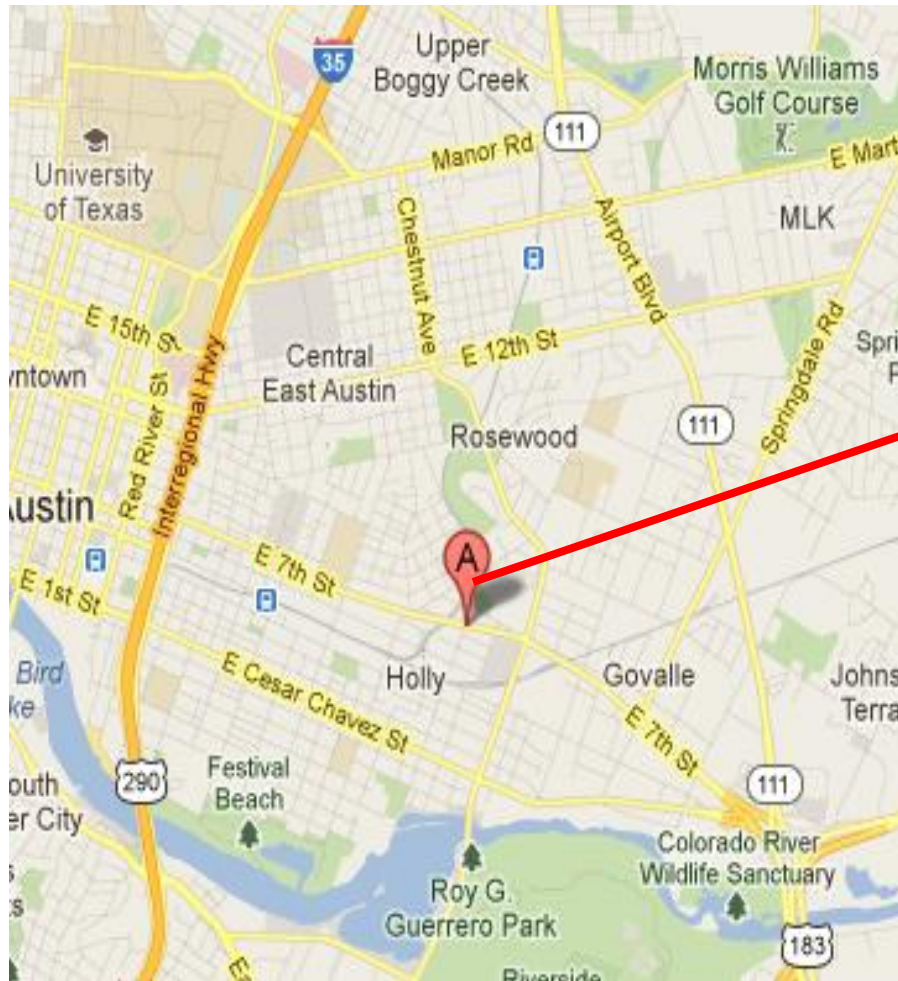 35
Upper
Boggy Creek
Morris Williams
Golf Course
111
Manor Rd
E Mart
University
of Texas
Chestnut Ave
Airport Blvd
MLK
E 15th St
E 12th St
Springdale Rd
Spri
P
Central
East Austin
wntown
Red River St
Interregional Hwy
Rosewood
111
Austin
A
E 7th St
E 1st St
Holly
Govalle
Johns
Terra
Bird
ke
E Cesar Chavez St
E 7th St
290
Festival
Beach
111
outh
er City
Colorado River
Wildlife Sanctuary
s
ts
Roy G.
Guerrero Park
183
Riverside